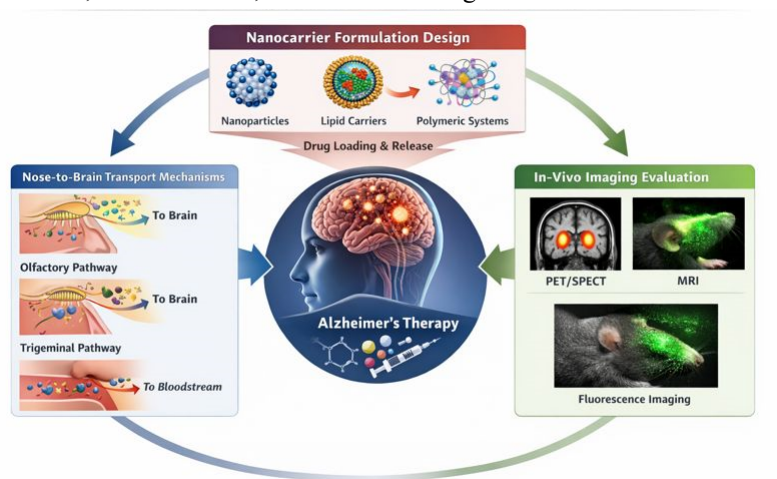 Nanocarrier Formulation Design
Nanoparticles
Lipid Carriers
Polymeric Systems
Drug Loading & Release
Nose-to-Brain Transport Mechanisms
To Brain
Olfactory Pathway
To Brain
Trigeminal Pathway
To Bloodstream
Alzheimer's Therapy
In-Vivo Imaging Evaluation
PET/SPECT
MRI
Fluorescence Imaging